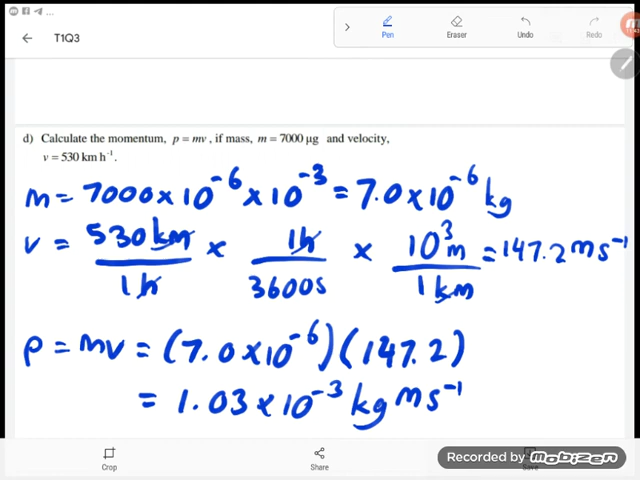 T1Q3
Pen
Eraser
Undo
Redo
d) Calculate the momentum, p = mv, if mass, m = 7000 µg and velocity,
v = 530 km h⁻¹.
m = 7000 × 10⁻⁶ × 10⁻³ = 7.0 × 10⁻⁶ kg
v = 530 km / 1h × 1h / 3600s × 10³ m / 1 km = 147.2 ms⁻¹
p = mv = (7.0 × 10⁻⁶)(147.2)
= 1.03 × 10⁻³ kg ms⁻¹
Crop
Share
Save
Recorded by Mobizen